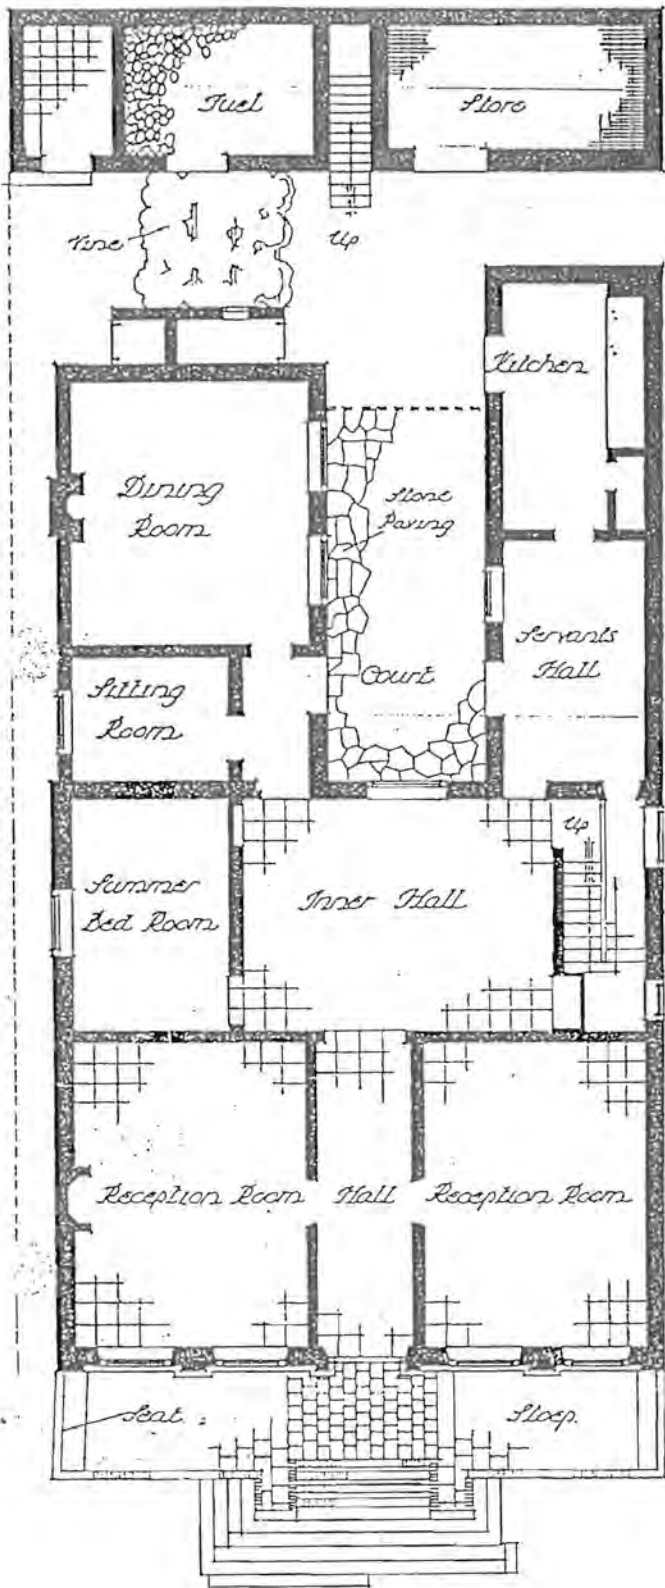 Fuel
Store
Vine
Up
Kitchen
Dining
Room
Stone
Paving
Servants
Hall
Sitting
Room
Court
Up
Summer
Bed Room
Inner Hall
Reception Room
Hall
Reception Room
Seat
Stoep